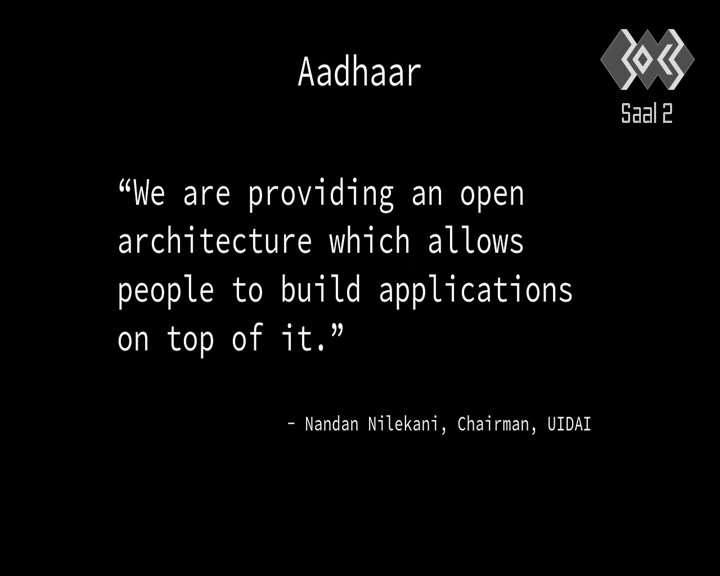 Aadhaar
Saal 2
“We are providing an open
architecture which allows
people to build applications
on top of it.”
– Nandan Nilekani, Chairman, UIDAI